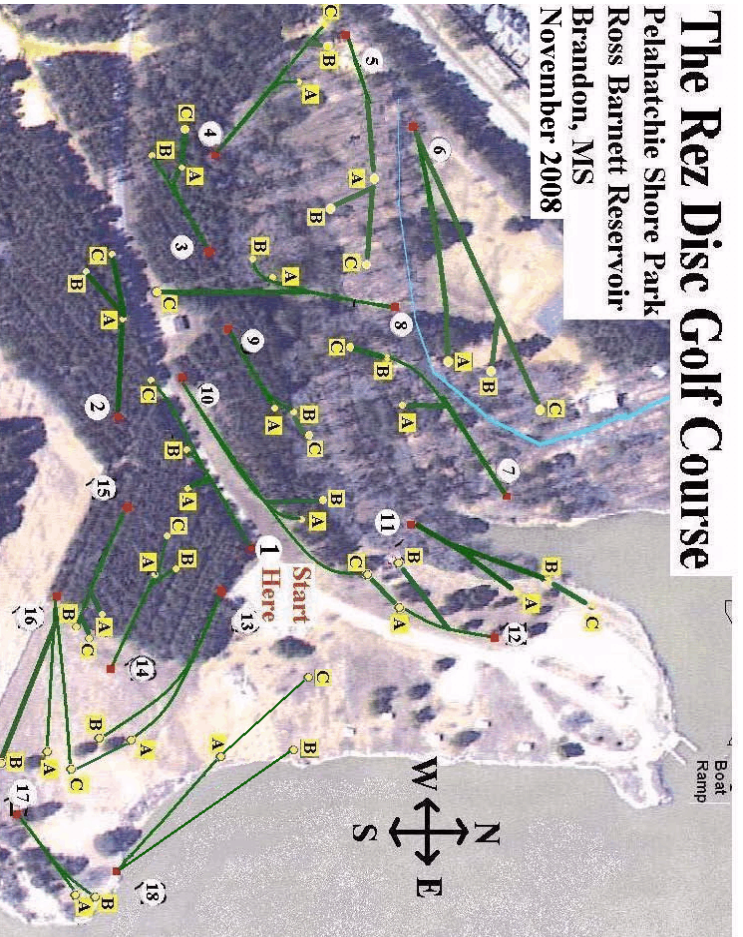 The Rez Disc Golf Course
Pelahatchie Shore Park
Ross Barnett Reservoir
Brandon, MS
November 2008
Boat
Ramp
N
W
E
S
Start
Here
1
A
B
C
2
A
B
C
3
A
B
C
4
A
B
C
5
A
B
C
6
A
B
C
7
A
B
C
8
A
B
C
9
A
B
C
10
A
B
C
11
A
B
C
12
A
B
C
13
A
B
C
14
A
B
C
15
A
B
C
16
A
B
C
17
A
B
18
A
B
C